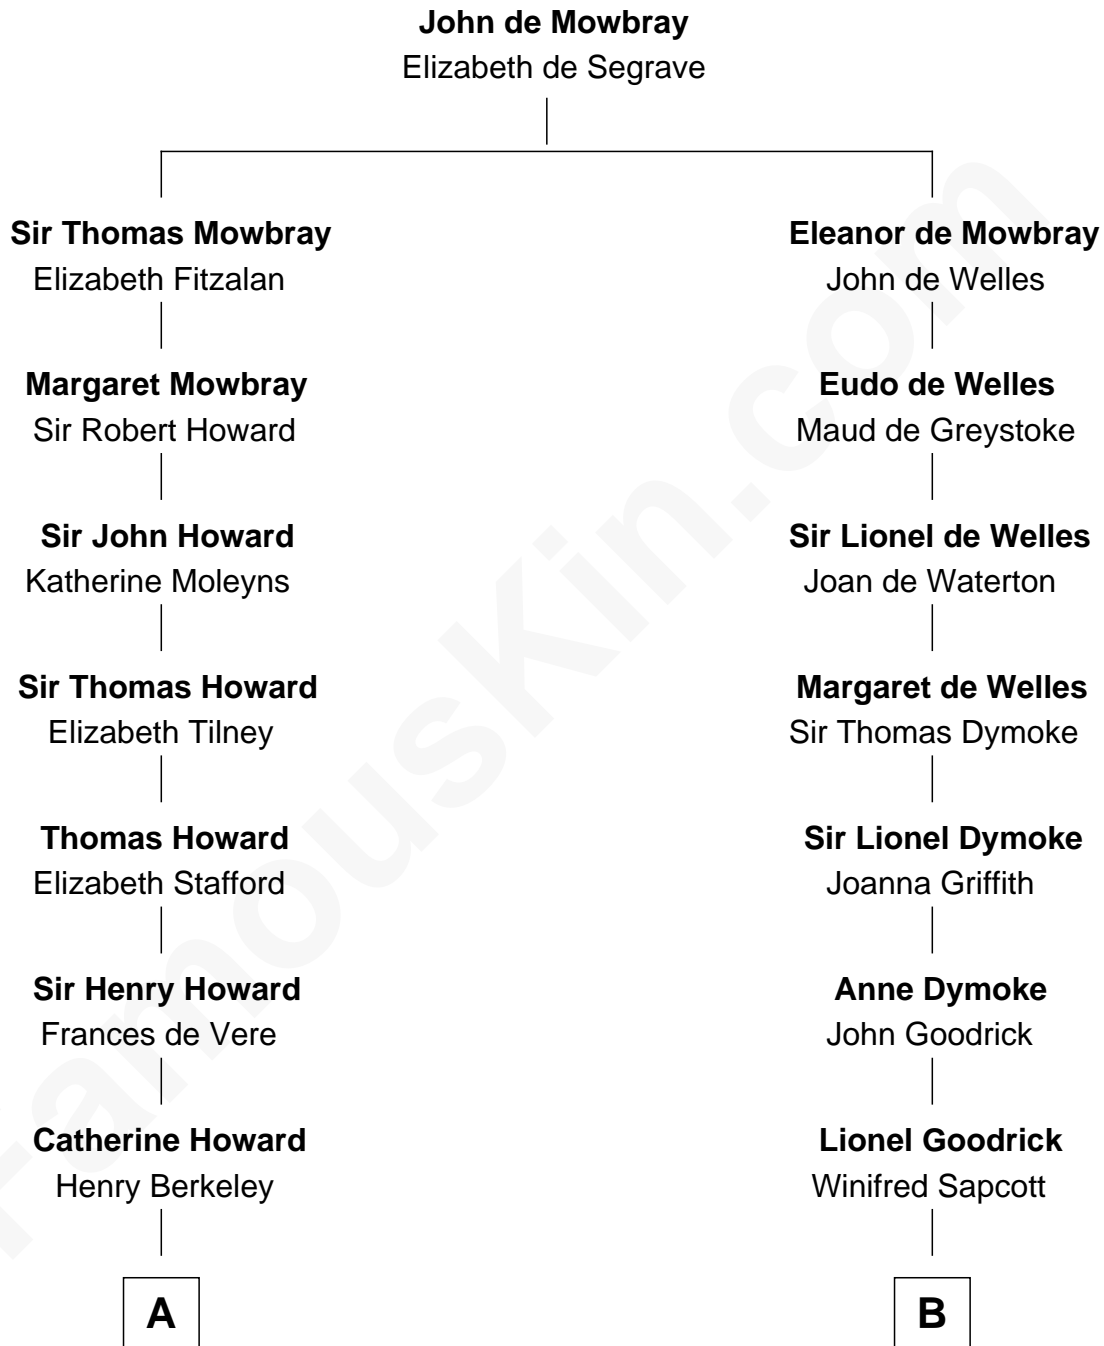 John de Mowbray
Elizabeth de Segrave
Sir Thomas Mowbray
Elizabeth Fitzalan
Eleanor de Mowbray
John de Welles
Margaret Mowbray
Sir Robert Howard
Eudo de Welles
Maud de Greystoke
Sir John Howard
Katherine Moleyns
Sir Lionel de Welles
Joan de Waterton
Sir Thomas Howard
Elizabeth Tilney
Margaret de Welles
Sir Thomas Dymoke
Thomas Howard
Elizabeth Stafford
Sir Lionel Dymoke
Joanna Griffith
Sir Henry Howard
Frances de Vere
Anne Dymoke
John Goodrick
Catherine Howard
Henry Berkeley
Lionel Goodrick
Winifred Sapcott
A
B
FamousKin.com